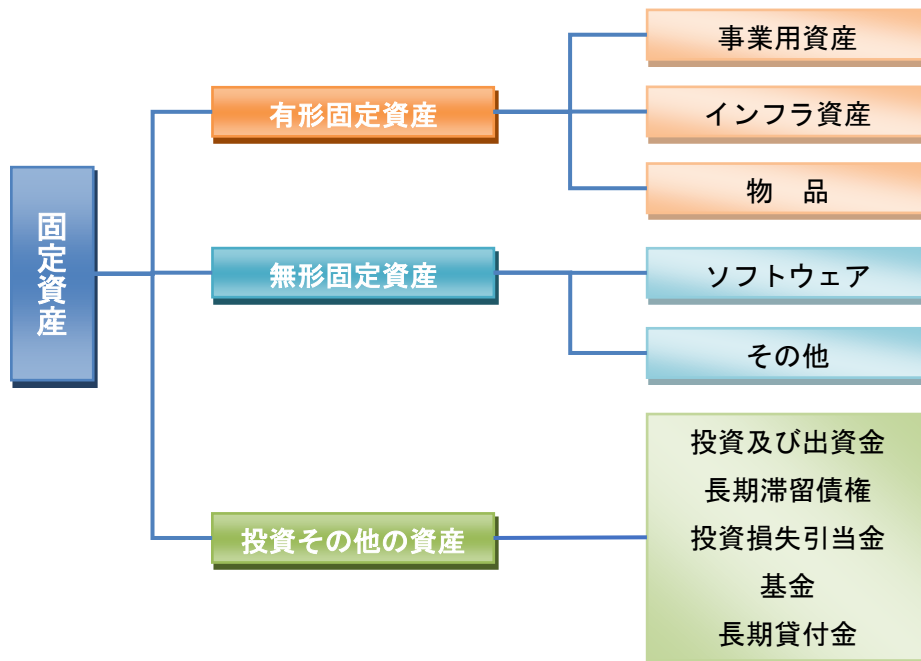 固定資産
有形固定資産
事業用資産
インフラ資産
物　品
無形固定資産
ソフトウェア
その他
投資その他の資産
投資及び出資金
長期滞留債権
投資損失引当金
基金
長期貸付金